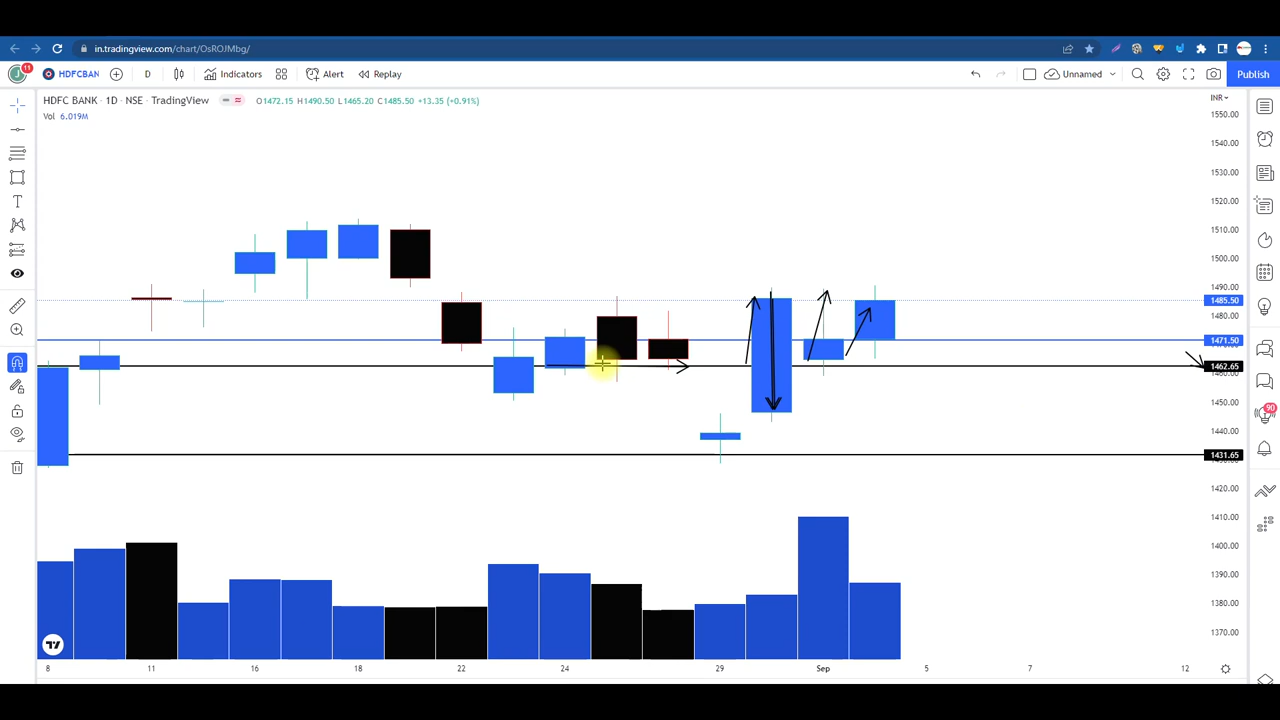 in.tradingview.com/chart/OsROJMbg/
11
HDFCBAN
D
Indicators
Alert
Replay
Unnamed
Publish
HDFC BANK · 1D · NSE · TradingView
O1472.15 H1490.50 L1465.20 C1485.50 +13.35 (+0.91%)
Vol 6.019M
INR
1550.00
1540.00
1530.00
1520.00
1510.00
1500.00
1490.00
1485.50
1480.00
1471.50
1462.65
1450.00
1440.00
1431.65
1420.00
1410.00
1400.00
1390.00
1380.00
1370.00
90
8
11
16
18
22
24
29
Sep
5
7
12